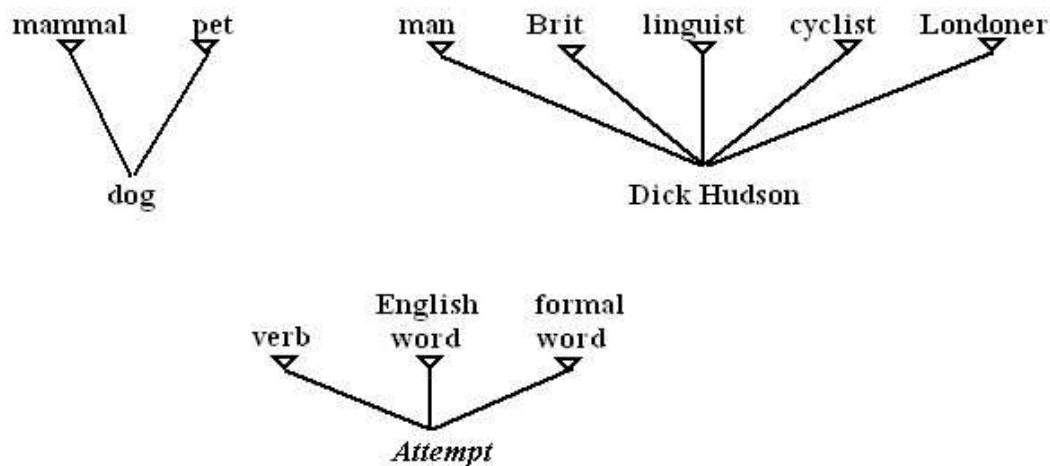 mammal pet man Brit linguist cyclist Londoner
dog Dick Hudson
English formal
verb word word
Attempt